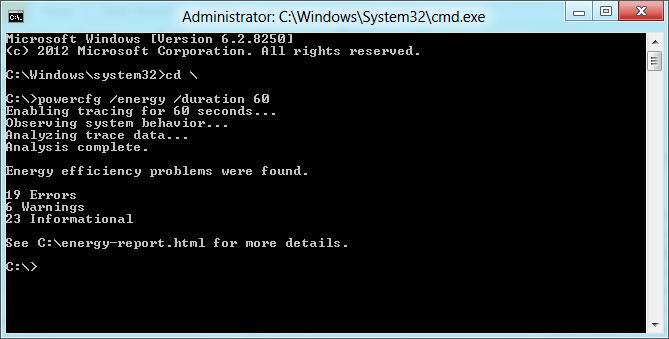 Administrator: C:\Windows\System32\cmd.exe
Microsoft Windows [Version 6.2.8250]
(c) 2012 Microsoft Corporation. All rights reserved.
C:\Windows\system32>cd \
C:\>powercfg /energy /duration 60
Enabling tracing for 60 seconds...
Observing system behavior...
Analyzing trace data...
Analysis complete.
Energy efficiency problems were found.
19 Errors
6 Warnings
23 Informational
See C:\energy-report.html for more details.
C:\>